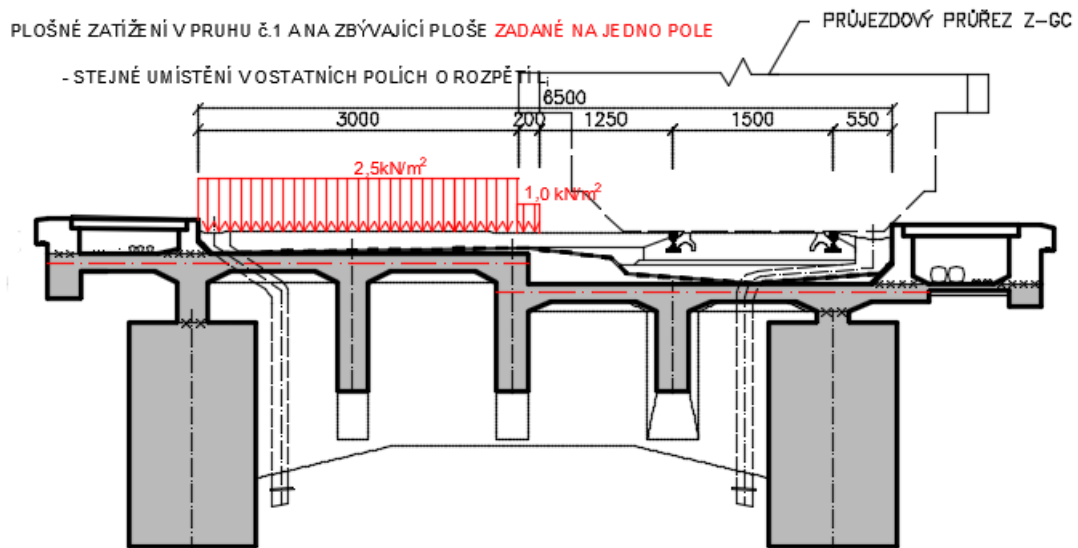 PRŮJEZDOVÝ PRŮŘEZ Z-GC
PLOŠNÉ ZATÍŽENÍ V PRUHU č.1 A NA ZBÝVAJÍCÍ PLOŠE ZADANÉ NA JEDNO POLE
- STEJNÉ UMÍSTĚNÍ V OSTATNÍCH POLÍCH O ROZPĚTÍ Li
6500
3000 200 1250 1500 550
2,5kN/m²
1,0 kN/m²